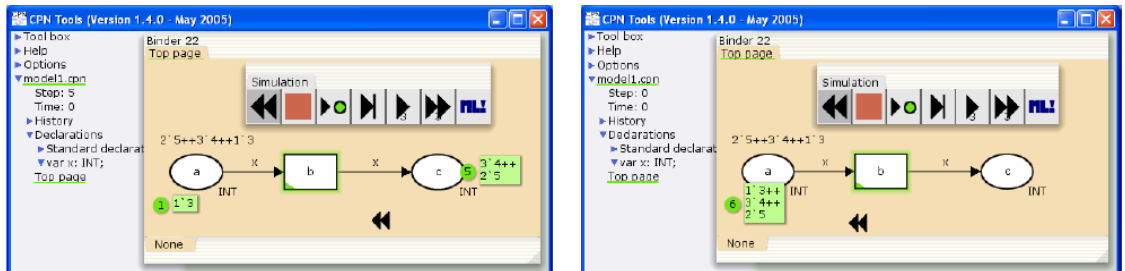 CPN Tools (Version 1.4.0 - May 2005)
Tool box
Help
Options
model1.cpn
Step: 5
Time: 0
History
Declarations
Standard declarat
var x: INT;
Top page
Binder 22
Top page
Simulation
3
ML!
2`5++3`4++1`3
a
x
b
x
c
INT
INT
1
1`3
5
3`4++
2`5
None
CPN Tools (Version 1.4.0 - May 2005)
Tool box
Help
Options
model1.cpn
Step: 0
Time: 0
History
Declarations
Standard declarat
var x: INT;
Top page
Binder 22
Top page
Simulation
3
ML!
2`5++3`4++1`3
a
x
b
x
c
INT
INT
6
1`3++
3`4++
2`5
None